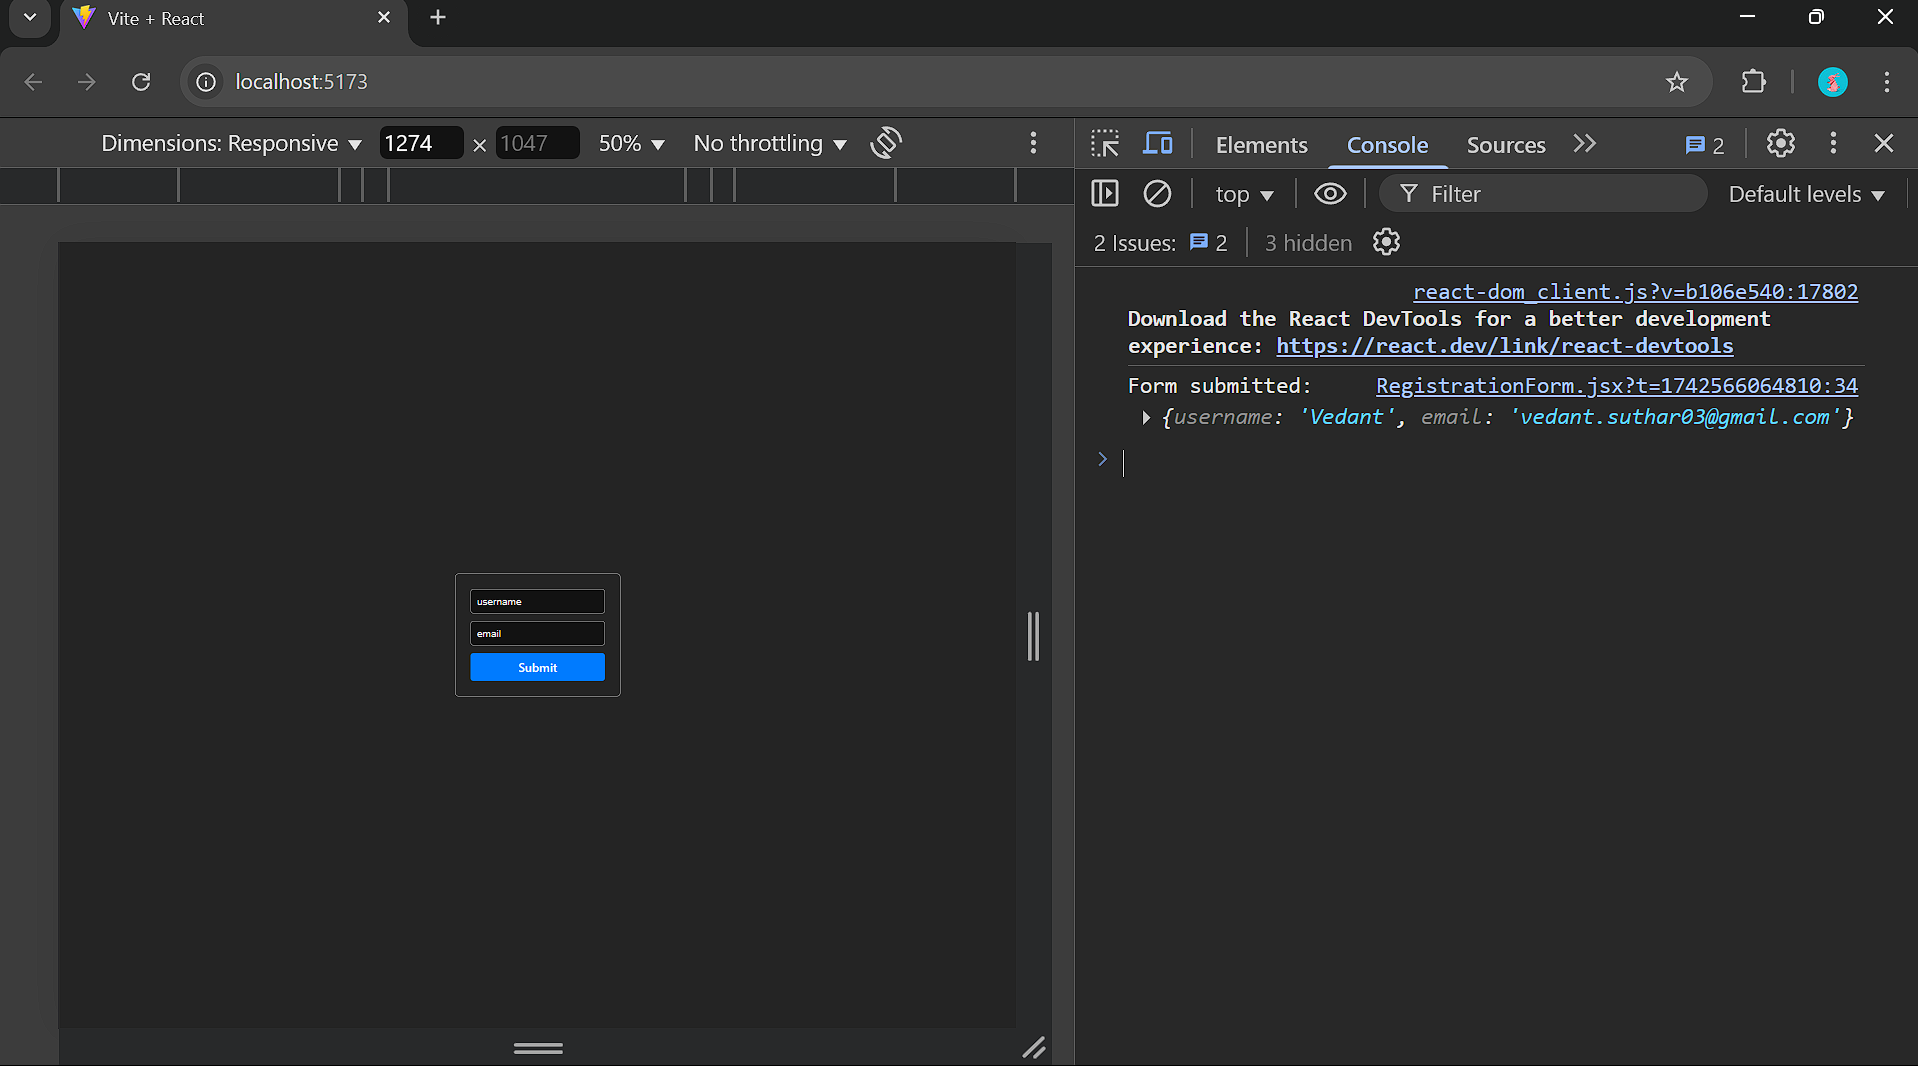 Vite + React
localhost:5173
Dimensions: Responsive 1274 × 1047 50% No throttling
Elements Console Sources 2
top Filter Default levels
2 Issues: 2 3 hidden
react-dom_client.js?v=b106e540:17802
Download the React DevTools for a better development
experience: https://react.dev/link/react-devtools
Form submitted: RegistrationForm.jsx?t=1742566064810:34
{username: 'Vedant', email: 'vedant.suthar03@gmail.com'}
username
email
Submit